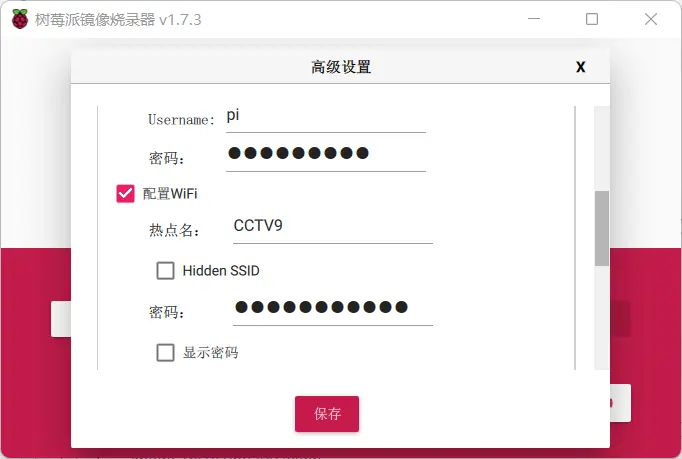 树莓派镜像烧录器 v1.7.3
高级设置
X
Username: pi
密码： ●●●●●●●●●
配置WiFi
热点名： CCTV9
Hidden SSID
密码： ●●●●●●●●●●●
显示密码
保存